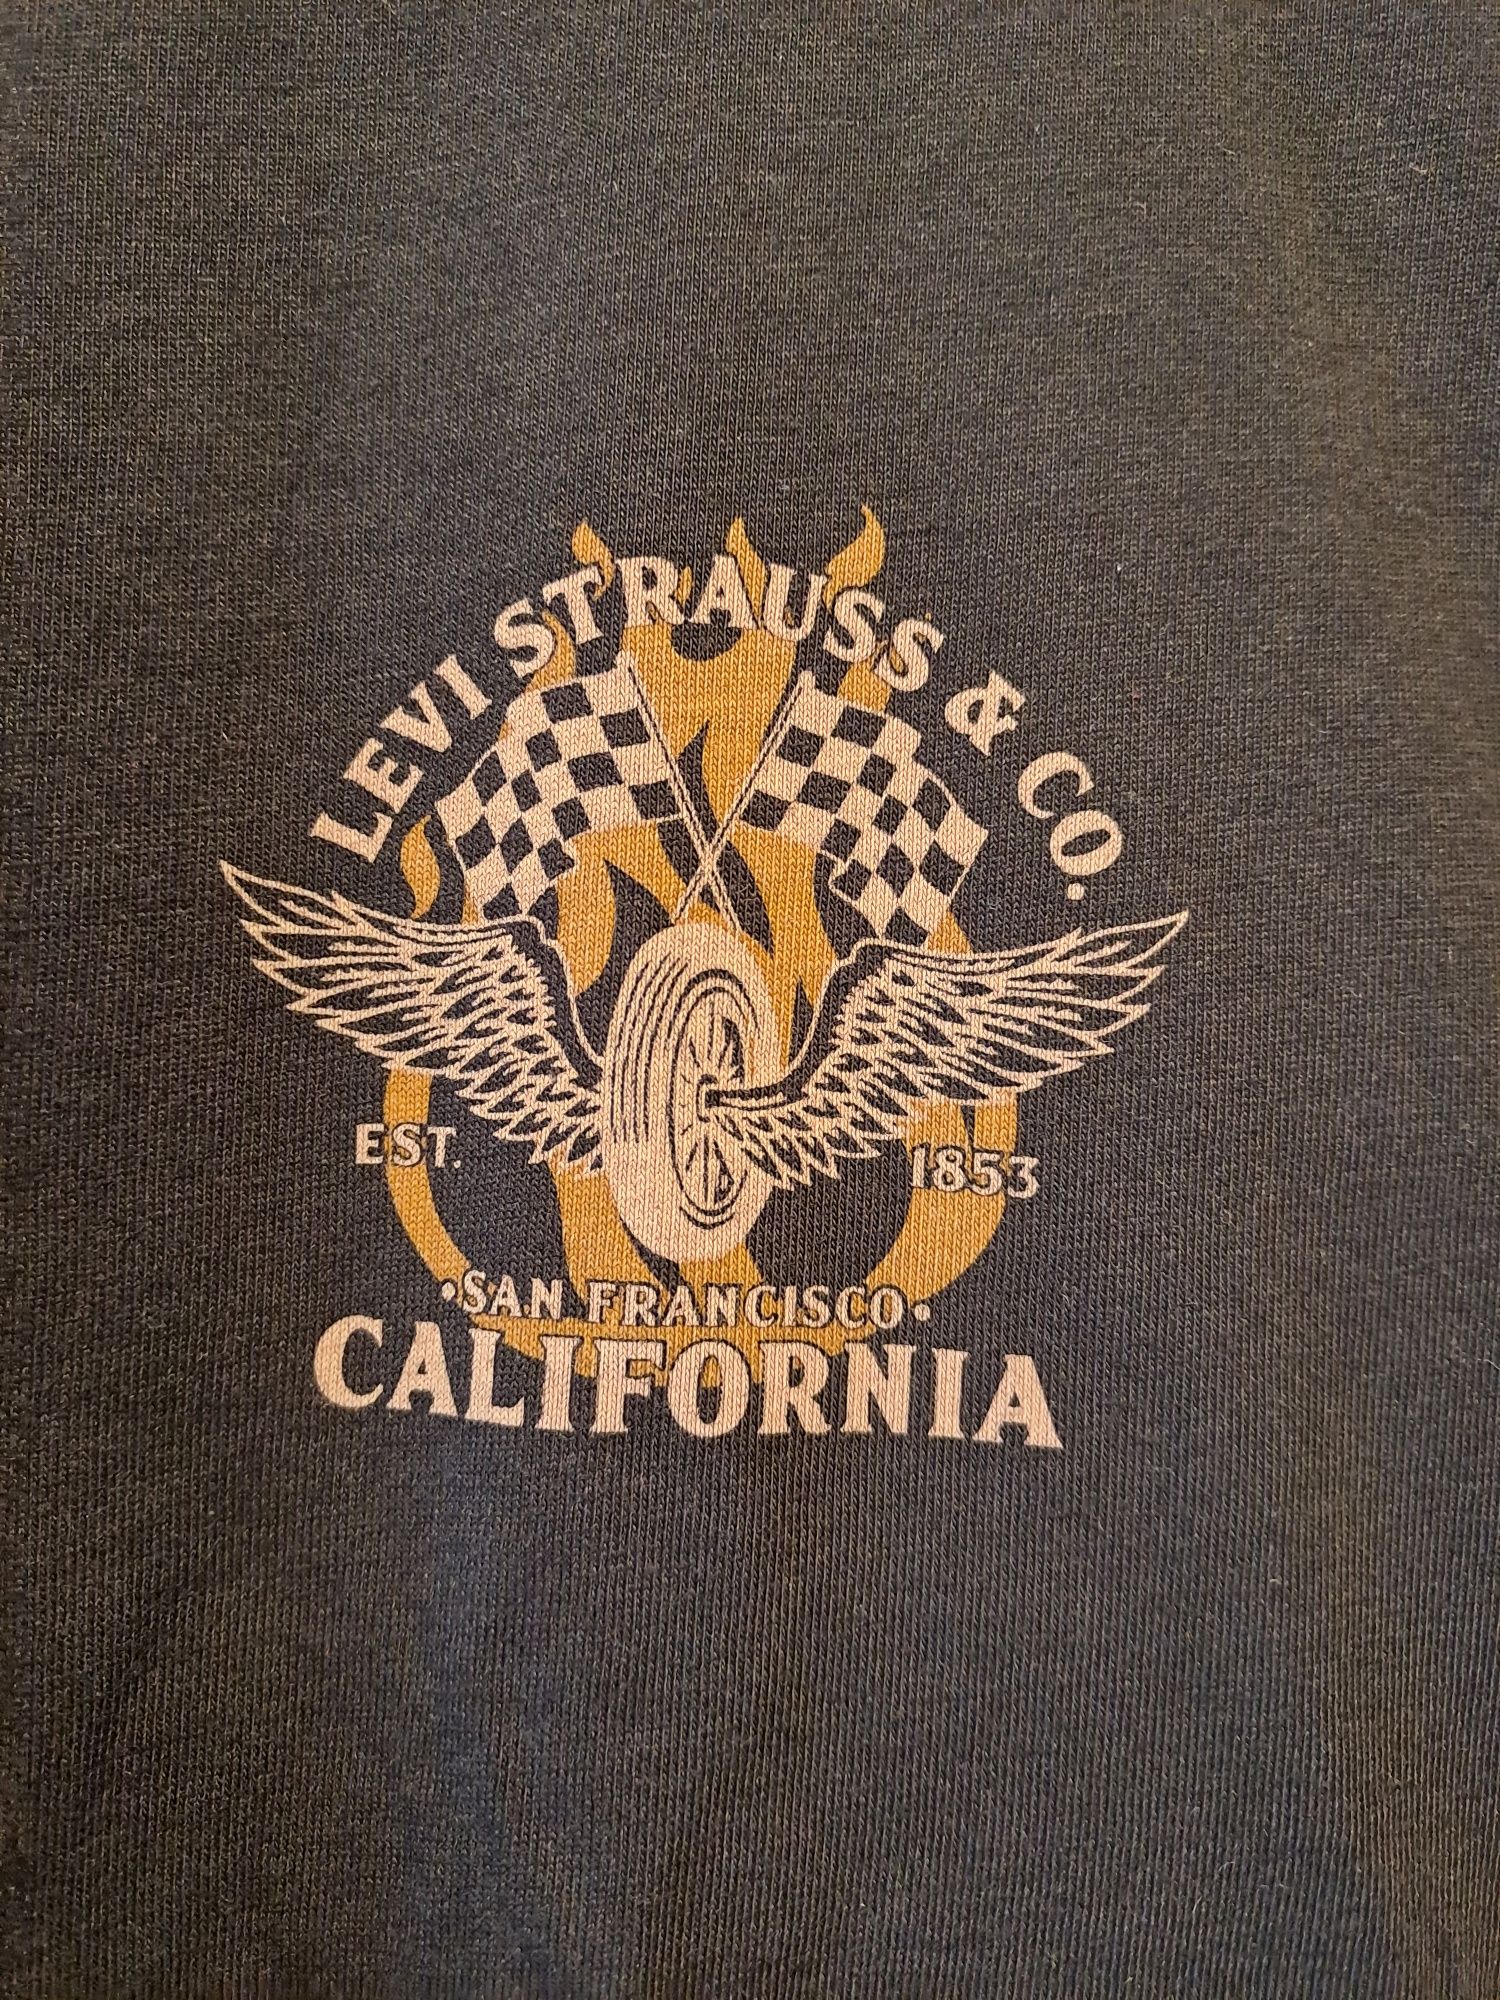 LEVI STRAUSS & CO.
EST. 1853
•SAN FRANCISCO•
CALIFORNIA